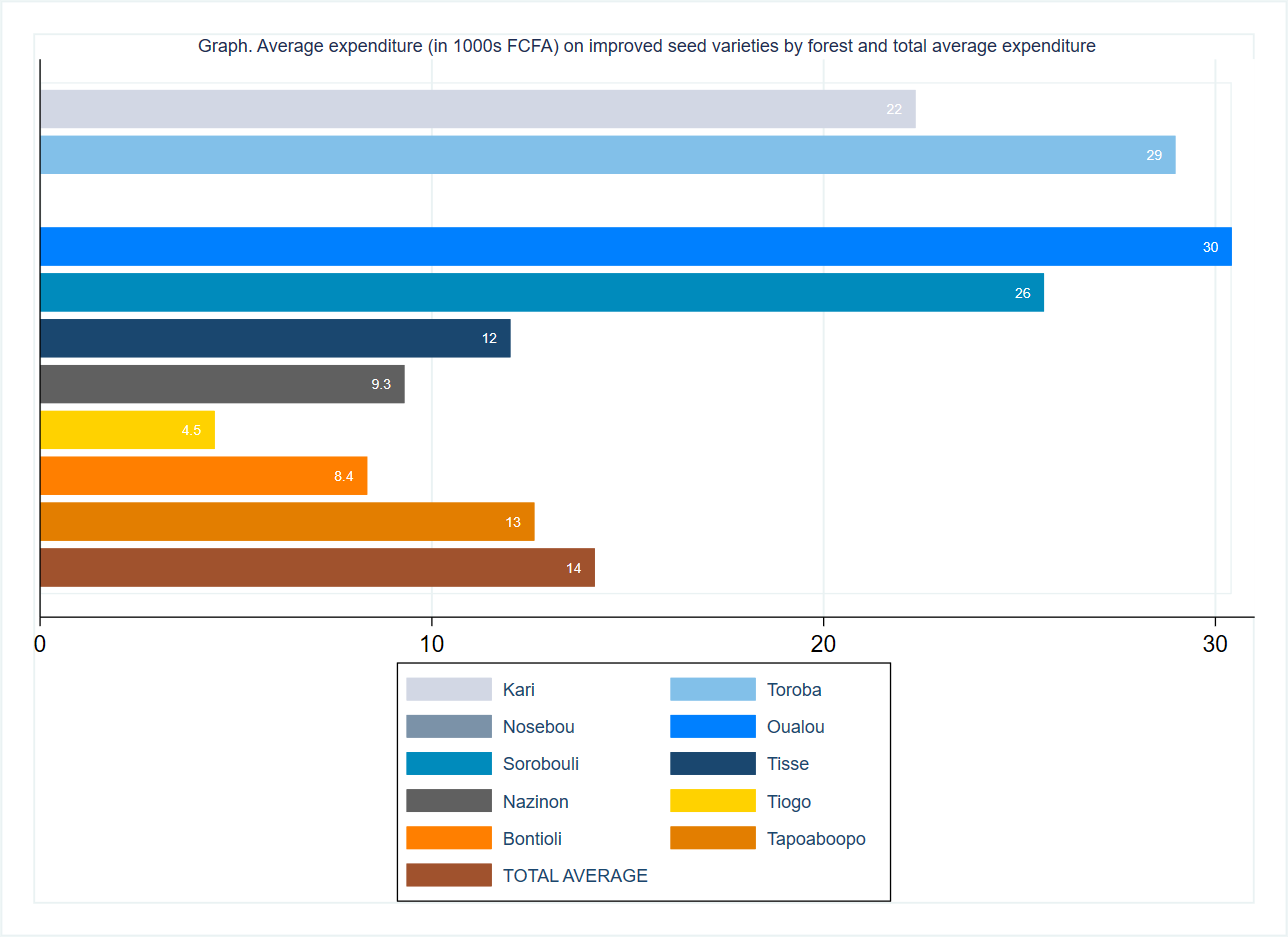 Graph. Average expenditure (in 1000s FCFA) on improved seed varieties by forest and total average expenditure
22
29
30
26
12
9.3
4.5
8.4
13
14
0 10 20 30
Kari Toroba
Nosebou Oualou
Sorobouli Tisse
Nazinon Tiogo
Bontioli Tapoaboopo
TOTAL AVERAGE